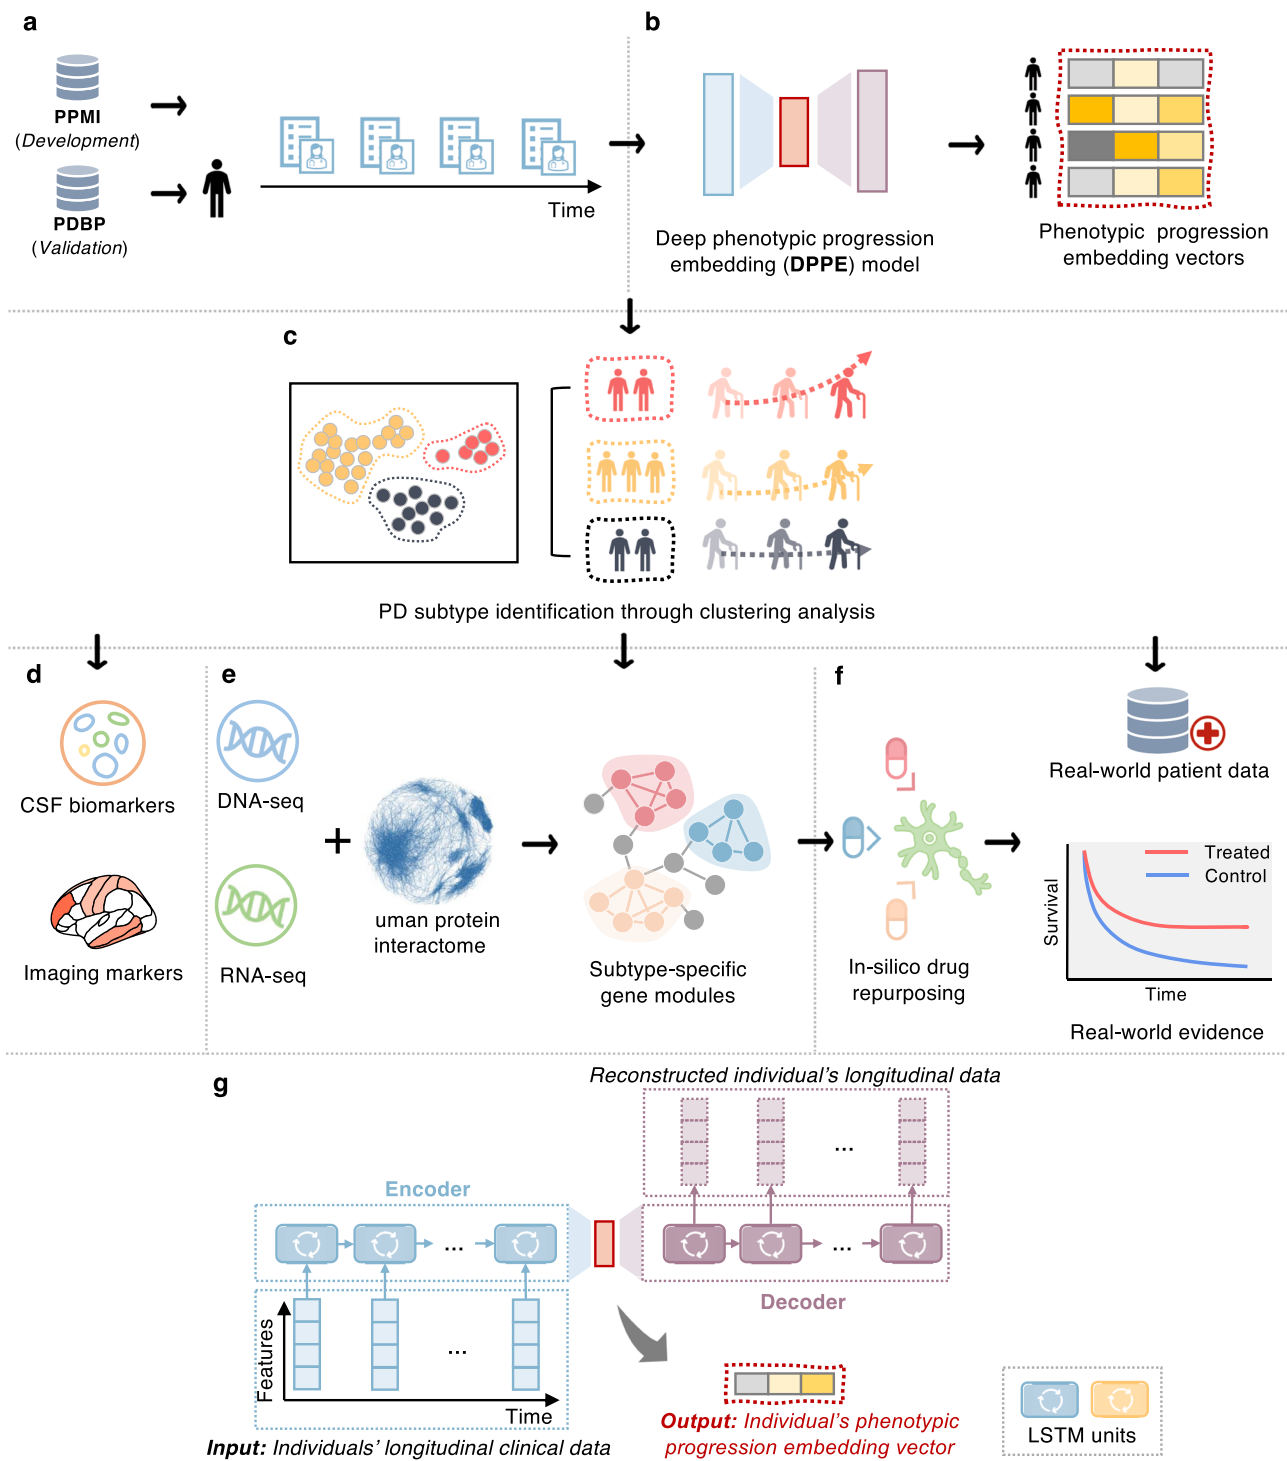 a
PPMI
(Development)
PDBP
(Validation)
Time
b
Deep phenotypic progression
embedding (DPPE) model
Phenotypic progression
embedding vectors
c
PD subtype identification through clustering analysis
d
CSF biomarkers
Imaging markers
e
DNA-seq
RNA-seq
+
uman protein
interactome
Subtype-specific
gene modules
f
In-silico drug
repurposing
Real-world patient data
Treated
Control
Survival
Time
Real-world evidence
g
Reconstructed individual's longitudinal data
...
Encoder
...
...
Decoder
Features
...
Time
Input: Individuals' longitudinal clinical data
Output: Individual's phenotypic
progression embedding vector
LSTM units